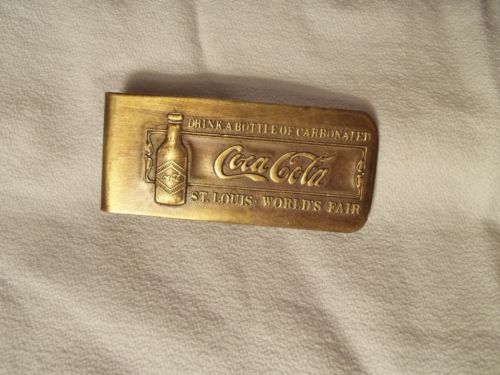 DRINK A BOTTLE OF CARBONATED
Coca-Cola
ST. LOUIS · WORLD'S FAIR